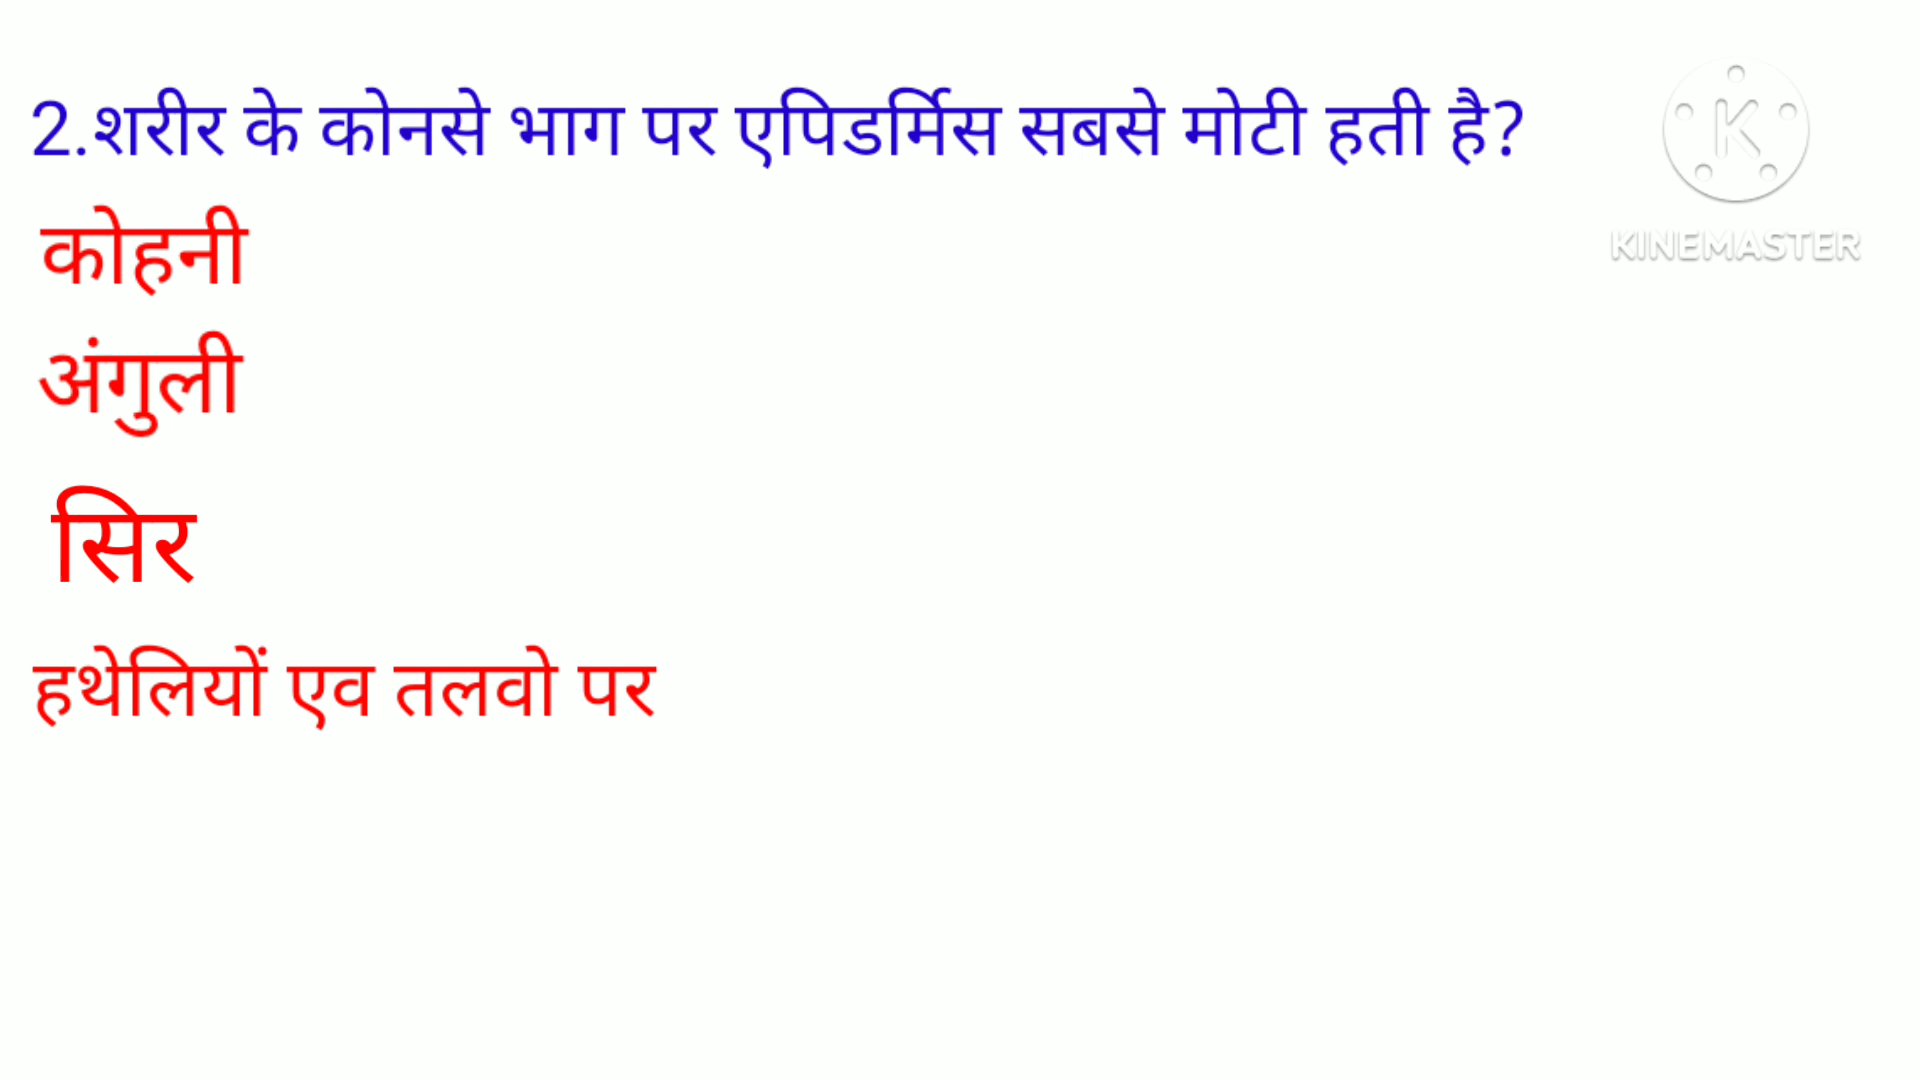 2.शरीर के कोनसे भाग पर एपिडर्मिस सबसे मोटी हती है?
कोहनी
अंगुली
सिर
हथेलियों एव तलवो पर
K
KINEMASTER